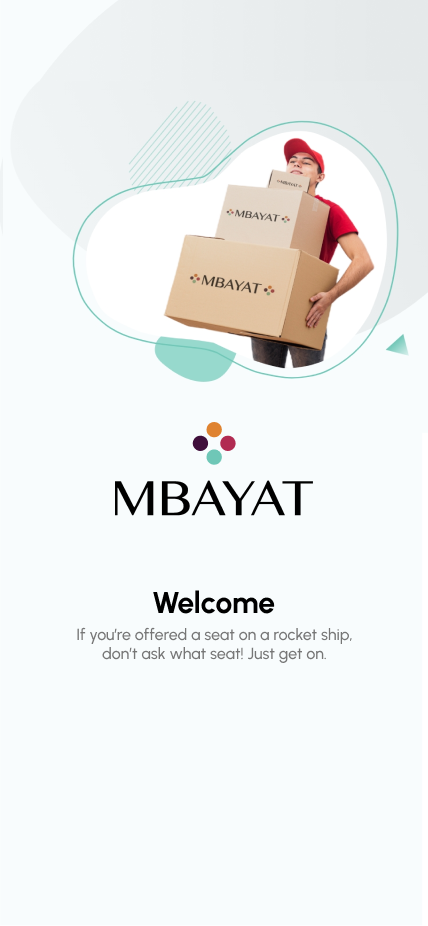 MBAYAT
MBAYAT
MBAYAT
MBAYAT
Welcome
If you're offered a seat on a rocket ship,
don't ask what seat! Just get on.